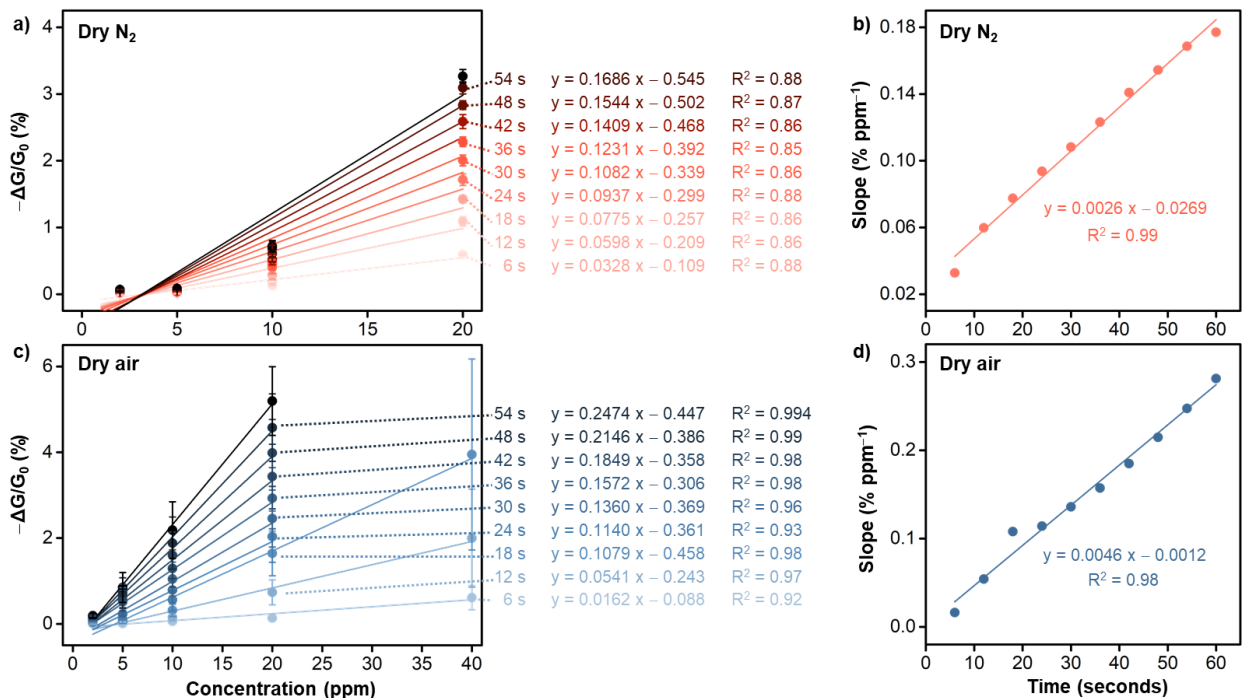 a)
Dry N₂
−ΔG/G₀ (%)
4
3
2
1
0
0 5 10 15 20
54 s y = 0.1686 x – 0.545 R² = 0.88
48 s y = 0.1544 x – 0.502 R² = 0.87
42 s y = 0.1409 x – 0.468 R² = 0.86
36 s y = 0.1231 x – 0.392 R² = 0.85
30 s y = 0.1082 x – 0.339 R² = 0.86
24 s y = 0.0937 x – 0.299 R² = 0.88
18 s y = 0.0775 x – 0.257 R² = 0.86
12 s y = 0.0598 x – 0.209 R² = 0.86
6 s y = 0.0328 x – 0.109 R² = 0.88
b)
Dry N₂
Slope (% ppm⁻¹)
0.18
0.14
0.10
0.06
0.02
y = 0.0026 x – 0.0269
R² = 0.99
0 10 20 30 40 50 60
c)
Dry air
−ΔG/G₀ (%)
6
4
2
0
0 5 10 15 20 25 30 35 40
Concentration (ppm)
54 s y = 0.2474 x – 0.447 R² = 0.994
48 s y = 0.2146 x – 0.386 R² = 0.99
42 s y = 0.1849 x – 0.358 R² = 0.98
36 s y = 0.1572 x – 0.306 R² = 0.98
30 s y = 0.1360 x – 0.369 R² = 0.96
24 s y = 0.1140 x – 0.361 R² = 0.93
18 s y = 0.1079 x – 0.458 R² = 0.98
12 s y = 0.0541 x – 0.243 R² = 0.97
6 s y = 0.0162 x – 0.088 R² = 0.92
d)
Dry air
Slope (% ppm⁻¹)
0.3
0.2
0.1
0.0
y = 0.0046 x – 0.0012
R² = 0.98
0 10 20 30 40 50 60
Time (seconds)